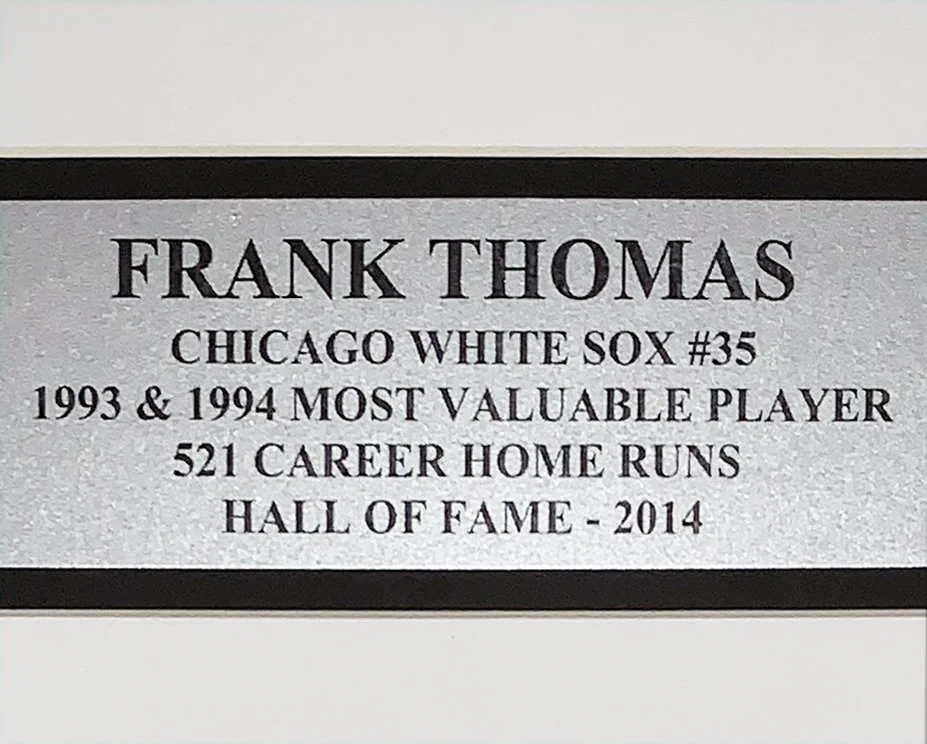 FRANK THOMAS
CHICAGO WHITE SOX #35
1993 & 1994 MOST VALUABLE PLAYER
521 CAREER HOME RUNS
HALL OF FAME - 2014